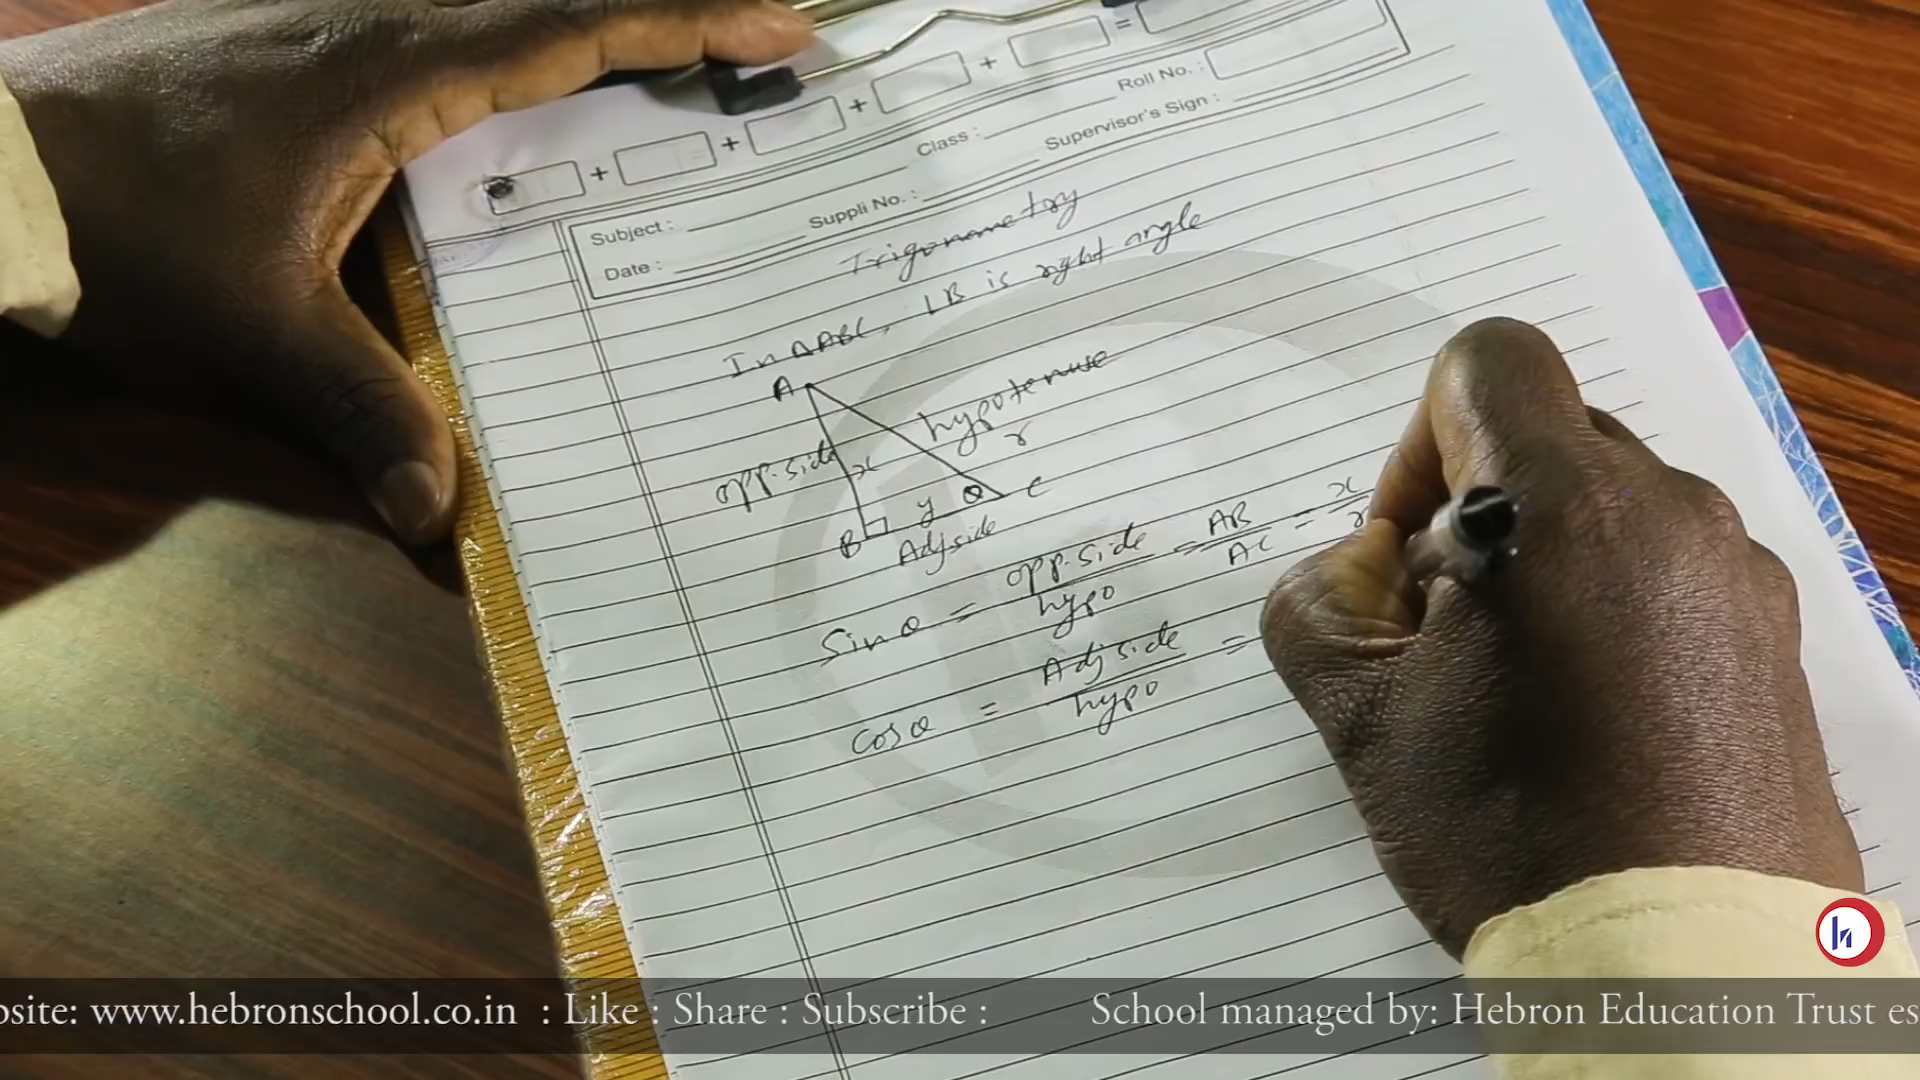 + + + + =
Class : Roll No. :
Subject : Suppli No. : Supervisor's Sign :
Date :
Trigonometry
In ΔABC, ∟B is right angle
A
hypotenuse
r
opp. side x
y θ C
B Adj side
Sin θ = opp. side / hypo = AB / AC = x / r
cos θ = Adj side / hypo =
h
osite: www.hebronschool.co.in : Like : Share : Subscribe : School managed by: Hebron Education Trust es